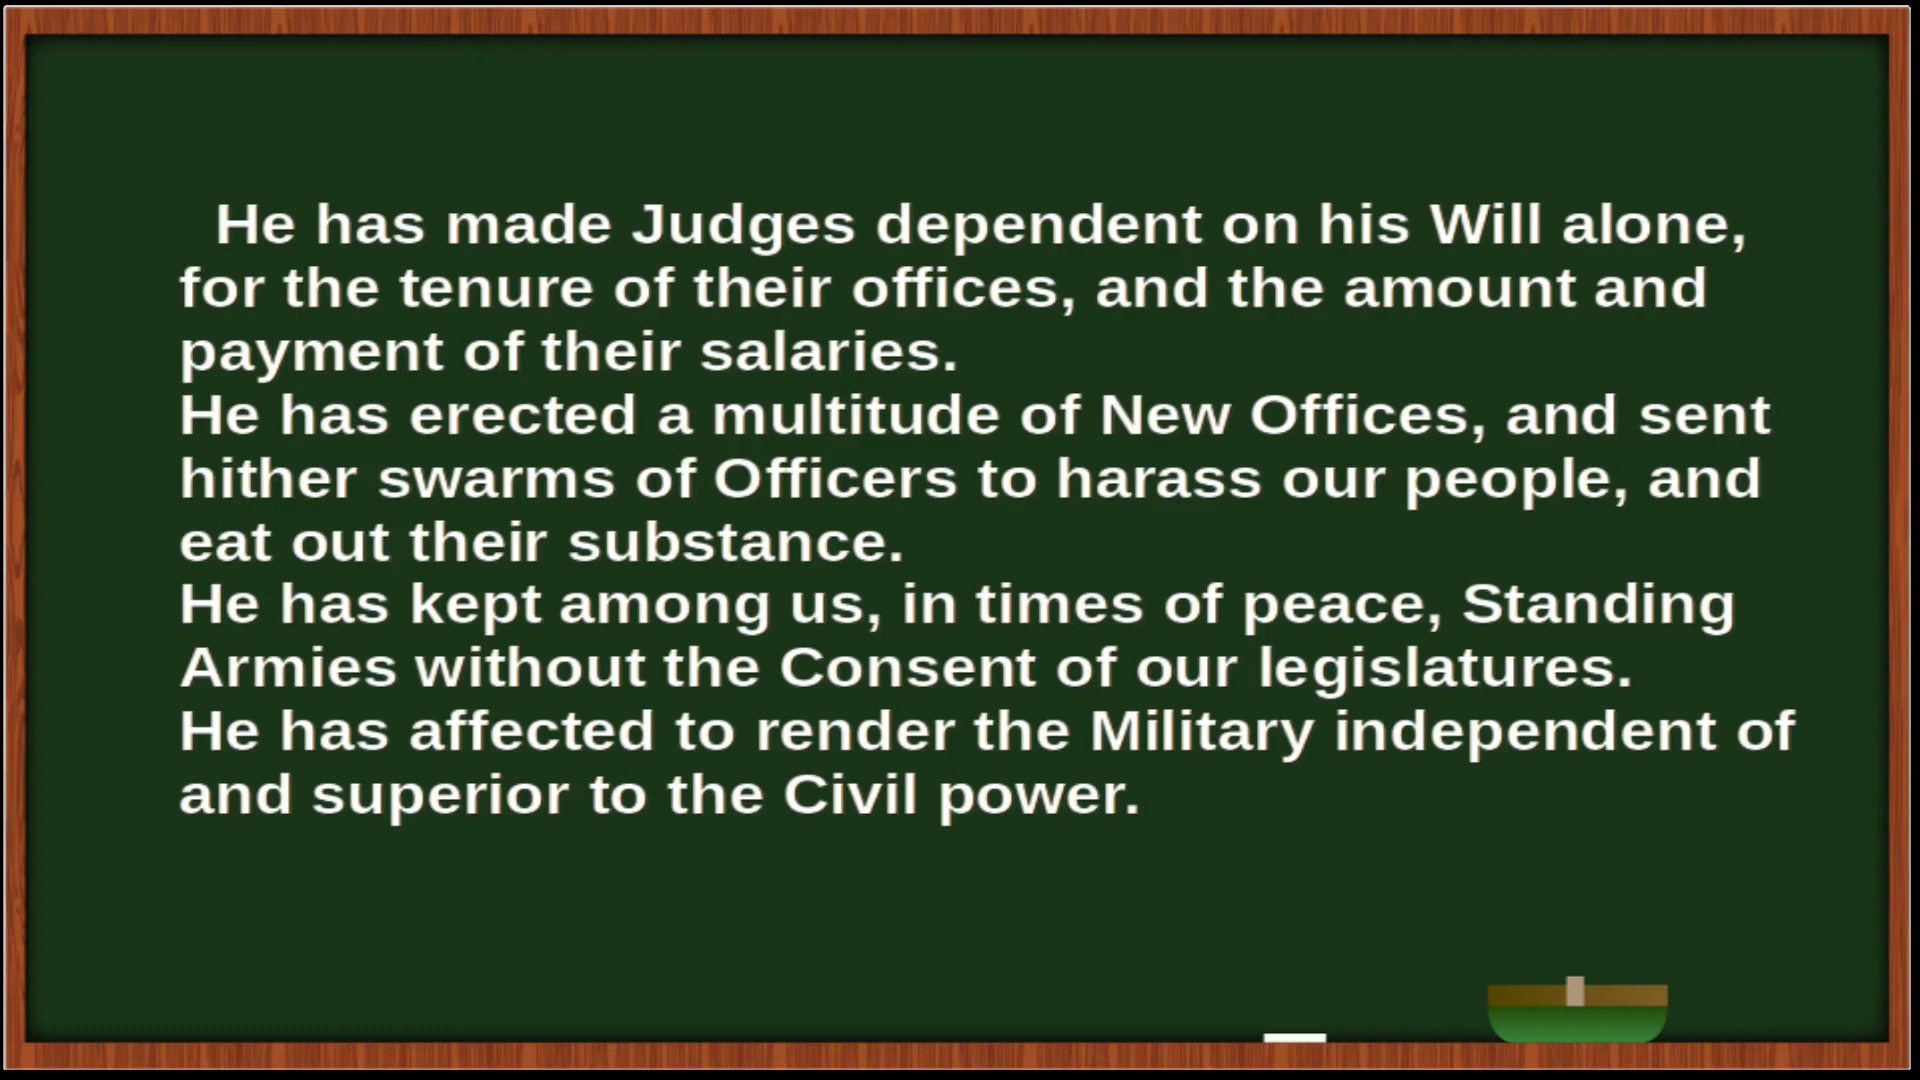 He has made Judges dependent on his Will alone,
for the tenure of their offices, and the amount and
payment of their salaries.
He has erected a multitude of New Offices, and sent
hither swarms of Officers to harass our people, and
eat out their substance.
He has kept among us, in times of peace, Standing
Armies without the Consent of our legislatures.
He has affected to render the Military independent of
and superior to the Civil power.